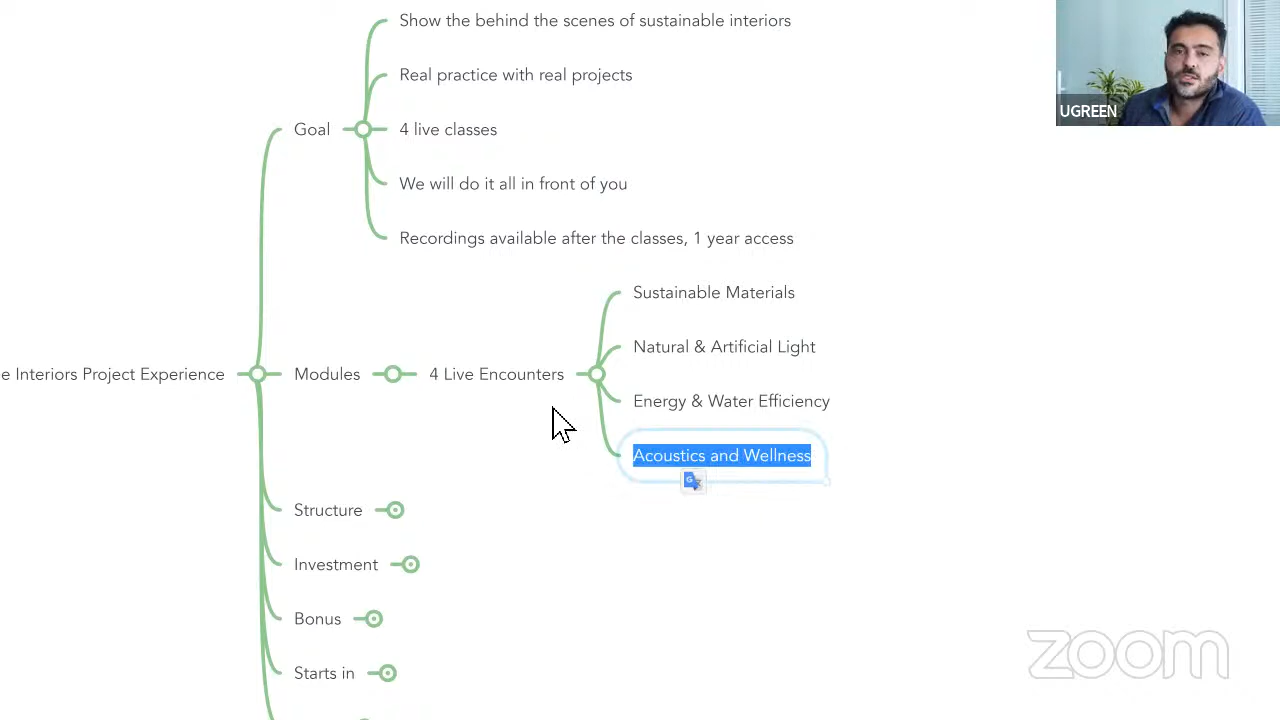 Show the behind the scenes of sustainable interiors
Real practice with real projects
Goal
4 live classes
We will do it all in front of you
Recordings available after the classes, 1 year access
Sustainable Materials
Natural & Artificial Light
e Interiors Project Experience
Modules
4 Live Encounters
Energy & Water Efficiency
Acoustics and Wellness
Structure
Investment
Bonus
Starts in
UGREEN
zoom